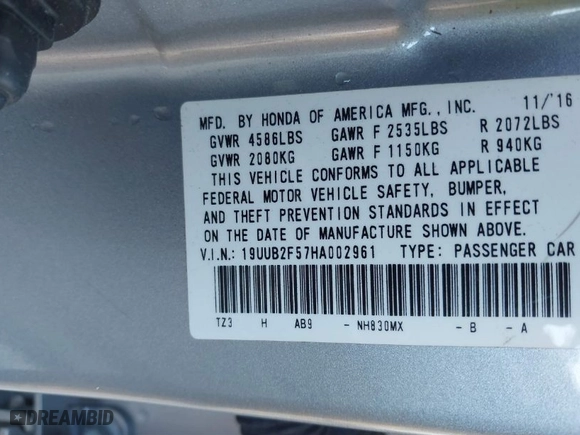 MFD. BY HONDA OF AMERICA MFG., INC. 11/'16
GVWR 4586LBS GAWR F 2535LBS R 2072LBS
GVWR 2080KG GAWR F 1150KG R 940KG
THIS VEHICLE CONFORMS TO ALL APPLICABLE
FEDERAL MOTOR VEHICLE SAFETY, BUMPER,
AND THEFT PREVENTION STANDARDS IN EFFECT
ON THE DATE OF MANUFACTURE SHOWN ABOVE.
V.I.N.: 19UUB2F57HA002961 TYPE: PASSENGER CAR
TZ3 H AB9 - NH830MX - B - A
DREAMBID